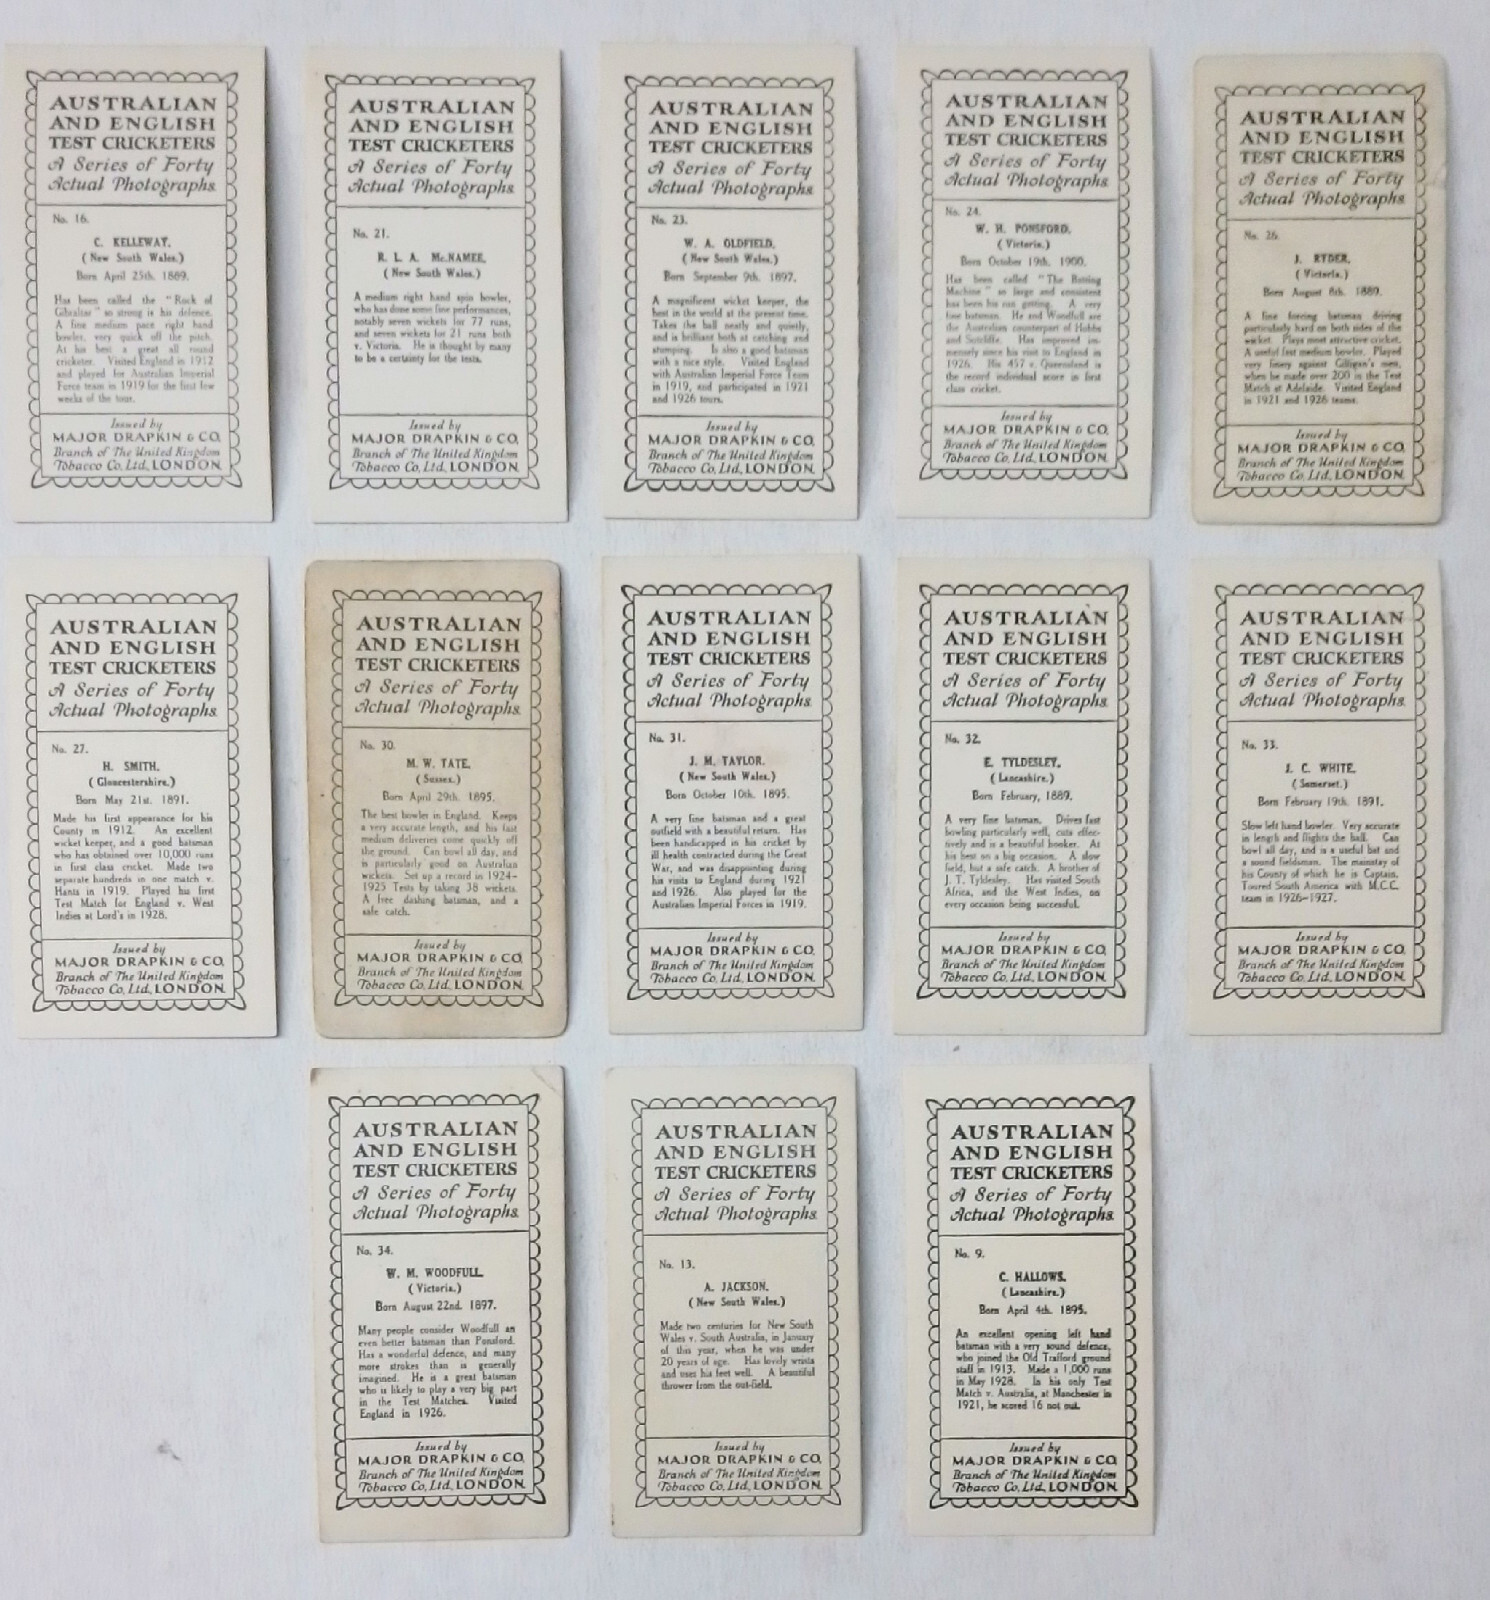 AUSTRALIAN
AND ENGLISH
TEST CRICKETERS
A Series of Forty
Actual Photographs.
No. 16.
C. KELLEWAY.
(New South Wales.)
Born April 25th. 1889.
Has been called the "Rock of
Gibraltar" so strong is his defence.
A fine medium pace right hand
bowler, very quick off the pitch.
At his best a great all round
cricketer. Visited England in 1912
and played for Australian Imperial
Force team in 1919 for the first few
weeks of the tour.
Issued by
MAJOR DRAPKIN & CO.
Branch of The United Kingdom
Tobacco Co, Ltd., LONDON.
AUSTRALIAN
AND ENGLISH
TEST CRICKETERS
A Series of Forty
Actual Photographs.
No. 21.
R. L. A. Mc.NAMEE.
(New South Wales.)
A medium right hand spin bowler,
who has done some fine performances,
notably seven wickets for 77 runs,
and seven wickets for 21 runs both
v. Victoria. He is thought by many
to be a certainty for the tests.
Issued by
MAJOR DRAPKIN & CO.
Branch of The United Kingdom
Tobacco Co, Ltd., LONDON.
AUSTRALIAN
AND ENGLISH
TEST CRICKETERS
A Series of Forty
Actual Photographs.
No. 23.
W. A. OLDFIELD.
(New South Wales.)
Born September 9th. 1897.
A magnificent wicket keeper, the
best in the world at the present time.
Takes the ball neatly and quietly,
and is brilliant both at catching and
stumping. Is also a good batsman
with a nice style. Visited England
with Australian Imperial Force Team
in 1919, and participated in 1921
and 1926 tours.
Issued by
MAJOR DRAPKIN & CO.
Branch of The United Kingdom
Tobacco Co, Ltd., LONDON.
AUSTRALIAN
AND ENGLISH
TEST CRICKETERS
A Series of Forty
Actual Photographs.
No. 24.
W. H. PONSFORD.
(Victoria.)
Born October 19th. 1900.
Has been called "The Running
Machine" so large and consistent
has been his run getting. A very
fine batsman. He and Woodfull are
the Australian counterpart of Hobbs
and Sutcliffe. Has improved im-
mensely since his visit to England in
1926. His 437 v. Queensland is
the record individual score in first
class cricket.
Issued by
MAJOR DRAPKIN & CO.
Branch of The United Kingdom
Tobacco Co, Ltd., LONDON.
AUSTRALIAN
AND ENGLISH
TEST CRICKETERS
A Series of Forty
Actual Photographs.
No. 26.
J. RYDER.
(Victoria.)
Born August 8th. 1889.
A fine forcing batsman driving
particularly hard on both sides of the
wicket. Plays most attractive cricket.
A useful fast medium bowler. Played
very finely against Gilligan's men,
when he made over 200 in the Test
Match at Adelaide. Visited England
in 1921 and 1926 teams.
Issued by
MAJOR DRAPKIN & CO.
Branch of The United Kingdom
Tobacco Co, Ltd., LONDON.
AUSTRALIAN
AND ENGLISH
TEST CRICKETERS
A Series of Forty
Actual Photographs.
No. 27.
H. SMITH.
(Gloucestershire.)
Born May 21st. 1891.
Made his first appearance for his
County in 1912. An excellent
wicket keeper, and a good batsman
who has obtained over 10,000 runs
in first class cricket. Made two
separate hundreds in one match v.
Hants in 1919. Played his first
Test Match for England v. West
Indies at Lord's in 1928.
Issued by
MAJOR DRAPKIN & CO.
Branch of The United Kingdom
Tobacco Co, Ltd., LONDON.
AUSTRALIAN
AND ENGLISH
TEST CRICKETERS
A Series of Forty
Actual Photographs.
No. 30.
M. W. TATE.
(Sussex.)
Born April 29th. 1895.
The best bowler in England. Keeps
a very accurate length, and his fast
medium deliveries come quickly off
the ground. Can bowl all day, and
is particularly good on Australian
wickets. Set up a record in 1924-
1925 Tests by taking 38 wickets.
A free dashing batsman, and a
safe catch.
Issued by
MAJOR DRAPKIN & CO.
Branch of The United Kingdom
Tobacco Co, Ltd., LONDON.
AUSTRALIAN
AND ENGLISH
TEST CRICKETERS
A Series of Forty
Actual Photographs.
No. 31.
J. M. TAYLOR.
(New South Wales.)
Born October 10th. 1895.
A very fine batsman and a great
outfield with a beautiful return. Has
been handicapped in his cricket by
ill health contracted during the Great
War, and was disappointing during
his visits to England during 1921
and 1926. Also played for the
Australian Imperial Forces in 1919.
Issued by
MAJOR DRAPKIN & CO.
Branch of The United Kingdom
Tobacco Co, Ltd., LONDON.
AUSTRALIAN
AND ENGLISH
TEST CRICKETERS
A Series of Forty
Actual Photographs.
No. 32.
E. TYLDESLEY.
(Lancashire.)
Born February, 1889.
A very fine batsman. Drives fast
bowling particularly well, cuts effec-
tively and is a beautiful hooker. At
his best on a big occasion. A slow
field, but a safe catch. A brother of
J. T. Tyldesley. Has visited South
Africa, and the West Indies, on
every occasion being successful.
Issued by
MAJOR DRAPKIN & CO.
Branch of The United Kingdom
Tobacco Co, Ltd., LONDON.
AUSTRALIAN
AND ENGLISH
TEST CRICKETERS
A Series of Forty
Actual Photographs.
No. 33.
J. C. WHITE.
(Somerset.)
Born February 19th. 1891.
Slow left hand bowler. Very accurate
in length and flights the ball. Can
bowl all day, and is a useful bat and
a sound fieldsman. The mainstay of
his County of which he is Captain.
Toured South America with M.C.C.
team in 1926-1927.
Issued by
MAJOR DRAPKIN & CO.
Branch of The United Kingdom
Tobacco Co, Ltd., LONDON.
AUSTRALIAN
AND ENGLISH
TEST CRICKETERS
A Series of Forty
Actual Photographs.
No. 34.
W. M. WOODFULL.
(Victoria.)
Born August 22nd. 1897.
Many people consider Woodfull an
even better batsman than Ponsford.
Has a wonderful defence, and many
more strokes than is generally
imagined. He is a great batsman
who is likely to play a very big part
in the Test Matches. Visited
England in 1926.
Issued by
MAJOR DRAPKIN & CO.
Branch of The United Kingdom
Tobacco Co, Ltd., LONDON.
AUSTRALIAN
AND ENGLISH
TEST CRICKETERS
A Series of Forty
Actual Photographs.
No. 13.
A. JACKSON.
(New South Wales.)
Made two centuries for New South
Wales v. South Australia, in January
of this year, when he was under
20 years of age. Has lovely wrists
and uses his feet well. A beautiful
thrower from the out-field.
Issued by
MAJOR DRAPKIN & CO.
Branch of The United Kingdom
Tobacco Co, Ltd., LONDON.
AUSTRALIAN
AND ENGLISH
TEST CRICKETERS
A Series of Forty
Actual Photographs.
No. 9.
C. HALLOWS.
(Lancashire.)
Born April 4th. 1895.
An excellent opening left hand
batsman with a very sound defence,
who joined the Old Trafford ground
staff in 1913. Made a 1,000 runs
in May 1928. In his only Test
Match v. Australia, at Manchester in
1921, he scored 16 not out.
Issued by
MAJOR DRAPKIN & CO.
Branch of The United Kingdom
Tobacco Co, Ltd., LONDON.